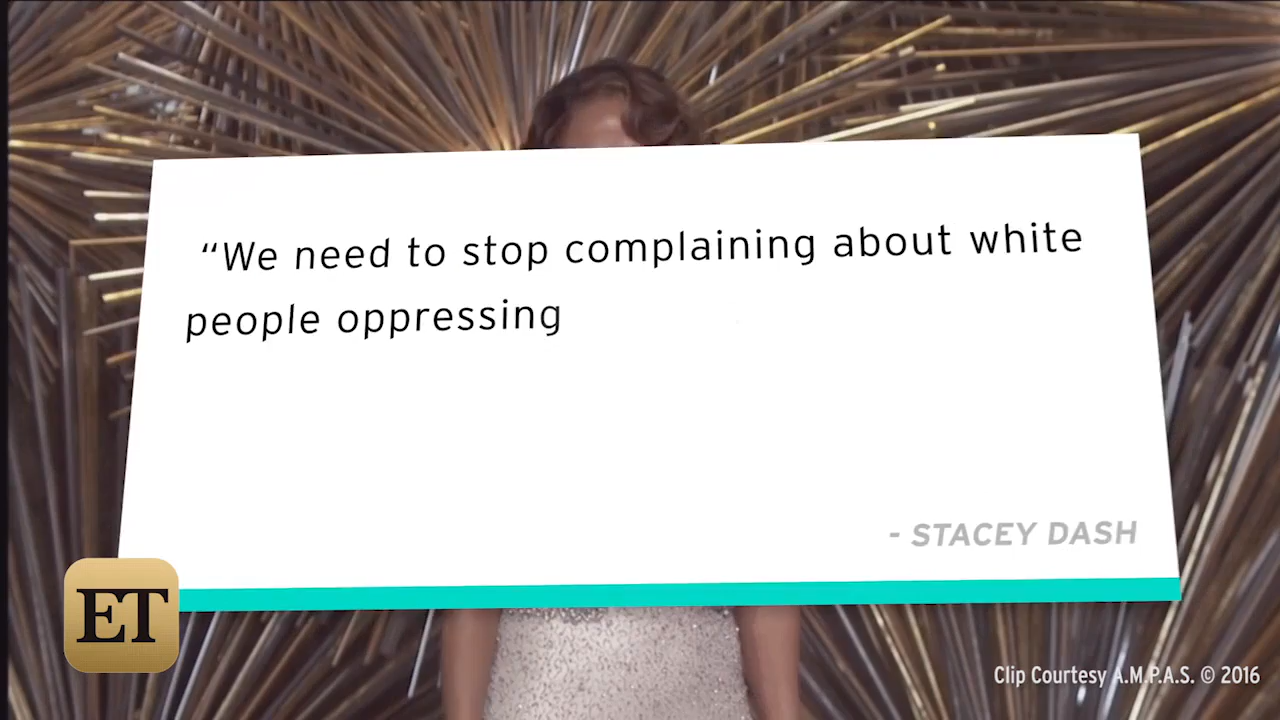 “We need to stop complaining about white
people oppressing
- STACEY DASH
ET
Clip Courtesy A.M.P.A.S. © 2016